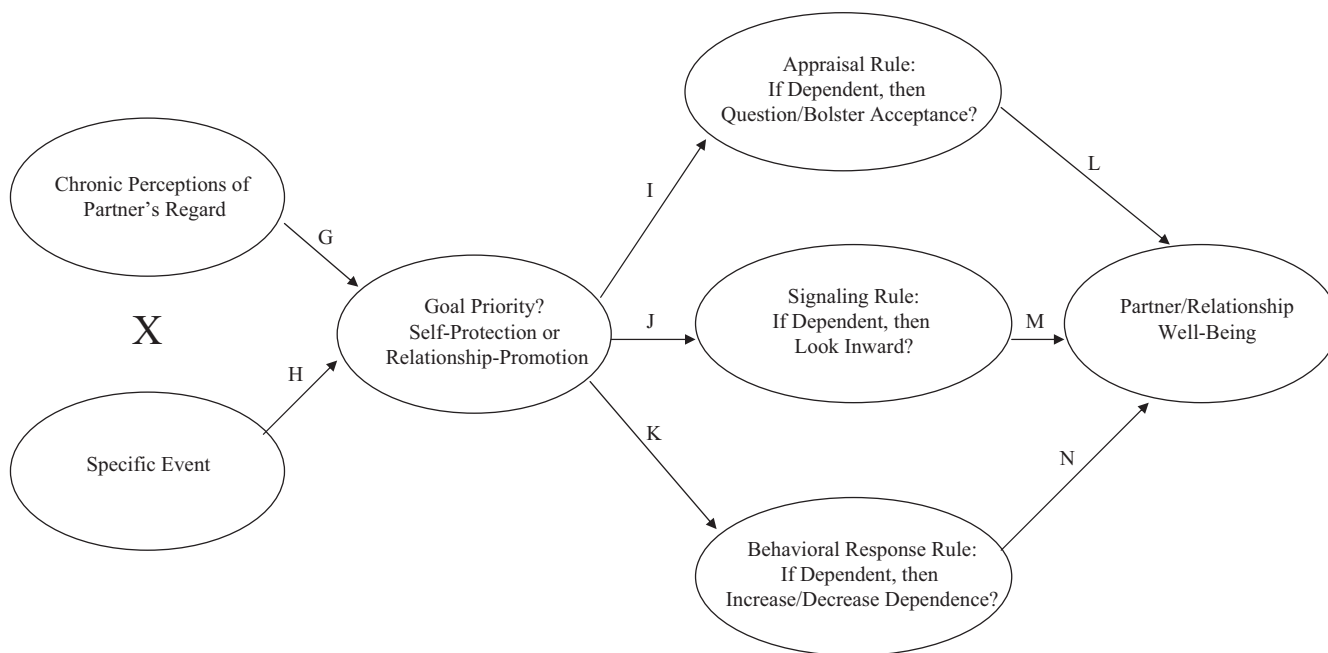 Appraisal Rule:
If Dependent, then
Question/Bolster Acceptance?
Chronic Perceptions of
Partner’s Regard
G
I
L
X
Goal Priority?
Self-Protection or
Relationship-Promotion
J
Signaling Rule:
If Dependent, then
Look Inward?
M
Partner/Relationship
Well-Being
H
K
N
Specific Event
Behavioral Response Rule:
If Dependent, then
Increase/Decrease Dependence?